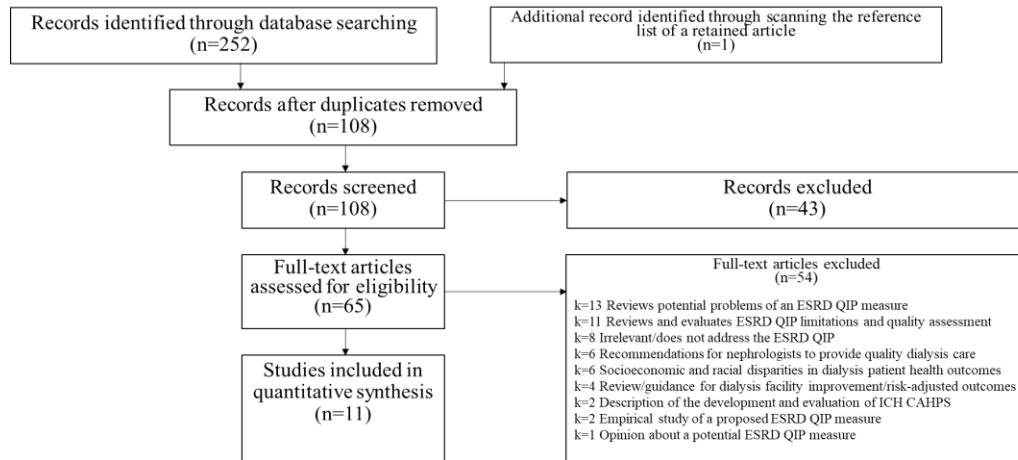 Records identified through database searching
(n=252)
Additional record identified through scanning the reference
list of a retained article
(n=1)
Records after duplicates removed
(n=108)
Records screened
(n=108)
Records excluded
(n=43)
Full-text articles
assessed for eligibility
(n=65)
Full-text articles excluded
(n=54)
k=13 Reviews potential problems of an ESRD QIP measure
k=11 Reviews and evaluates ESRD QIP limitations and quality assessment
k=8 Irrelevant/does not address the ESRD QIP
k=6 Recommendations for nephrologists to provide quality dialysis care
k=6 Socioeconomic and racial disparities in dialysis patient health outcomes
k=4 Review/guidance for dialysis facility improvement/risk-adjusted outcomes
k=2 Description of the development and evaluation of ICH CAHPS
k=2 Empirical study of a proposed ESRD QIP measure
k=1 Opinion about a potential ESRD QIP measure
Studies included in
quantitative synthesis
(n=11)